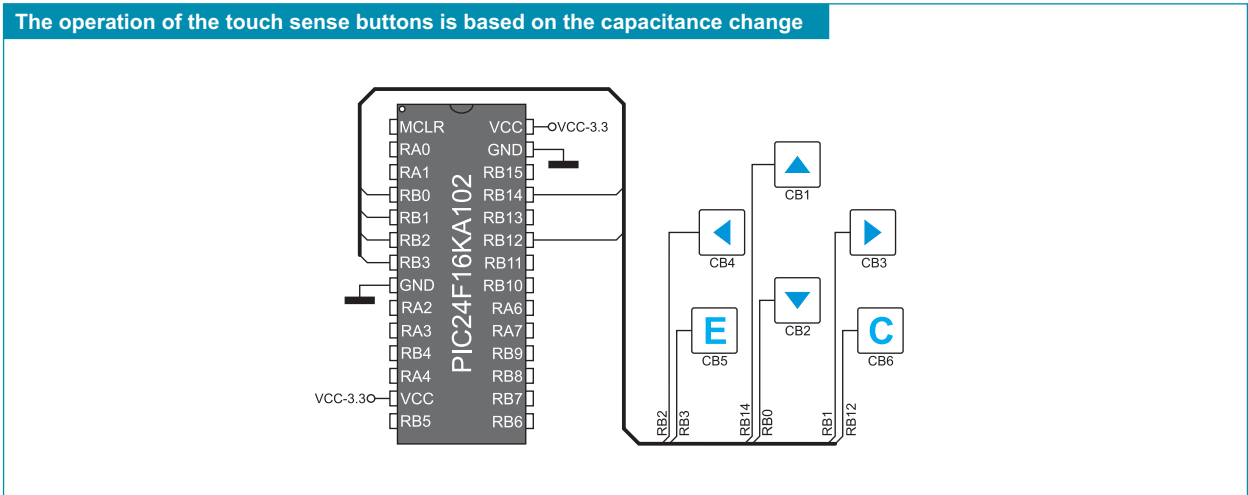 The operation of the touch sense buttons is based on the capacitance change
MCLR
RA0
RA1
RB0
RB1
RB2
RB3
GND
RA2
RA3
RB4
RA4
VCC
RB5
VCC-3.3
PIC24F16KA102
VCC
GND
RB15
RB14
RB13
RB12
RB11
RB10
RA6
RA7
RB9
RB8
RB7
RB6
VCC-3.3
CB1
CB4
CB3
CB2
E
CB5
C
CB6
RB2
RB3
RB14
RB0
RB1
RB12